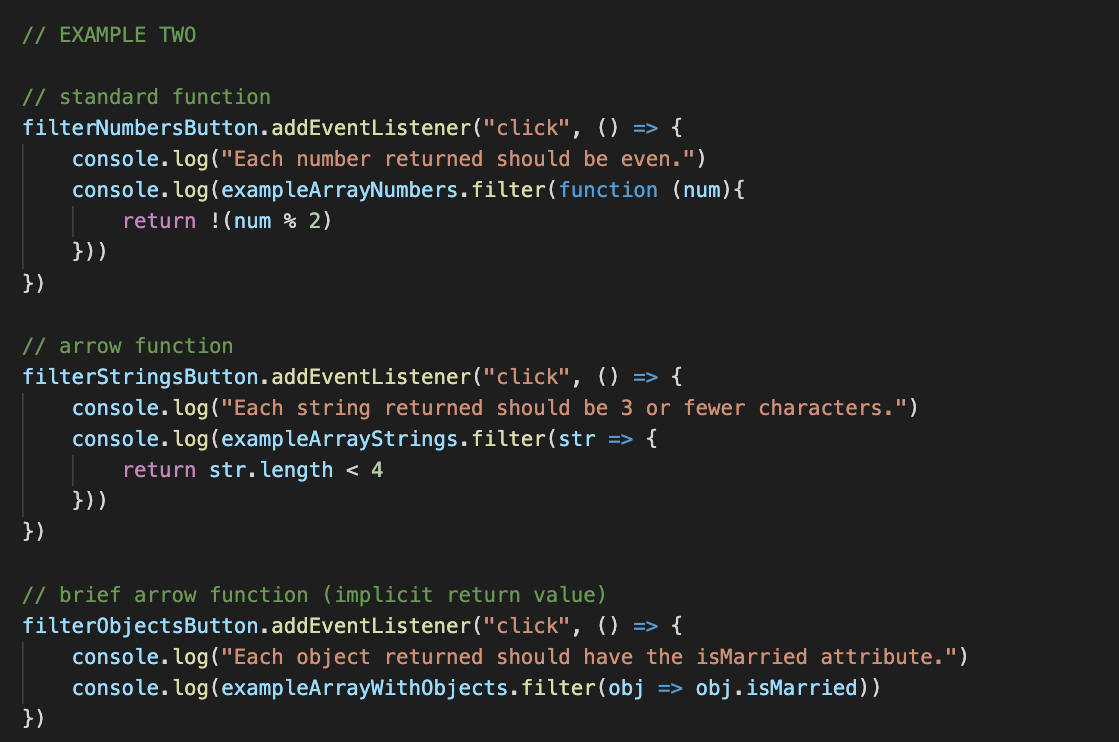 // EXAMPLE TWO

// standard function
filterNumbersButton.addEventListener("click", () => {
    console.log("Each number returned should be even.")
    console.log(exampleArrayNumbers.filter(function (num){
        return !(num % 2)
    }))
})

// arrow function
filterStringsButton.addEventListener("click", () => {
    console.log("Each string returned should be 3 or fewer characters.")
    console.log(exampleArrayStrings.filter(str => {
        return str.length < 4
    }))
})

// brief arrow function (implicit return value)
filterObjectsButton.addEventListener("click", () => {
    console.log("Each object returned should have the isMarried attribute.")
    console.log(exampleArrayWithObjects.filter(obj => obj.isMarried))
})